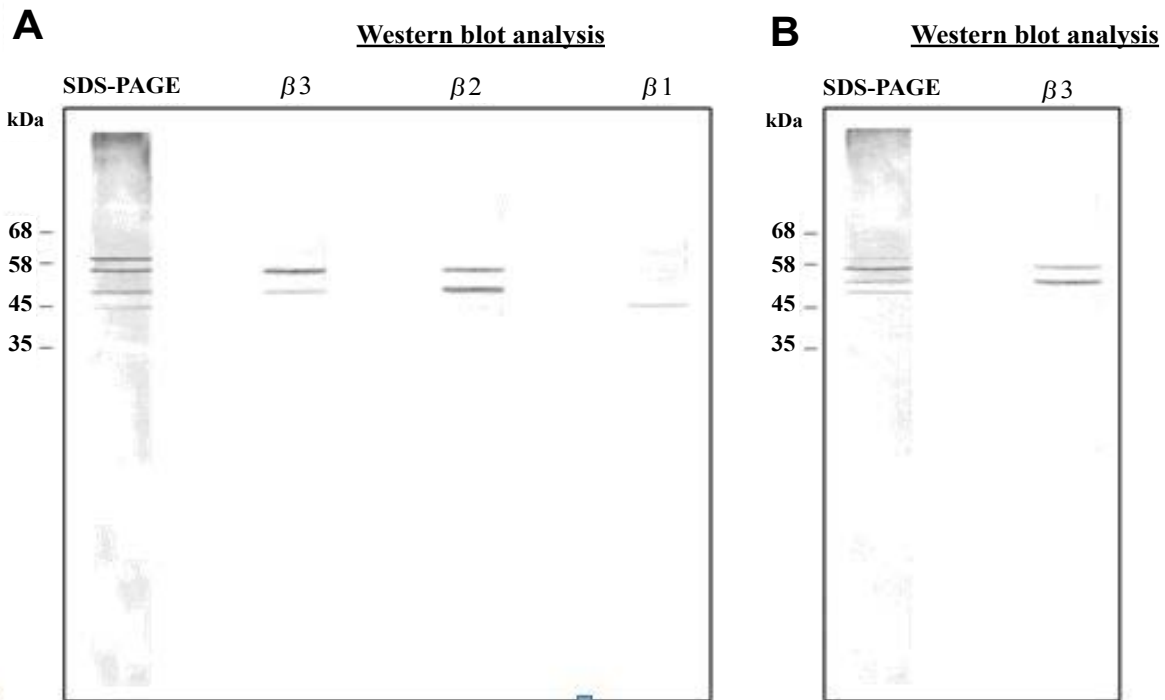 A
Western blot analysis
SDS-PAGE β3 β2 β1
kDa
68
58
45
35
B
Western blot analysis
SDS-PAGE β3
kDa
68
58
45
35